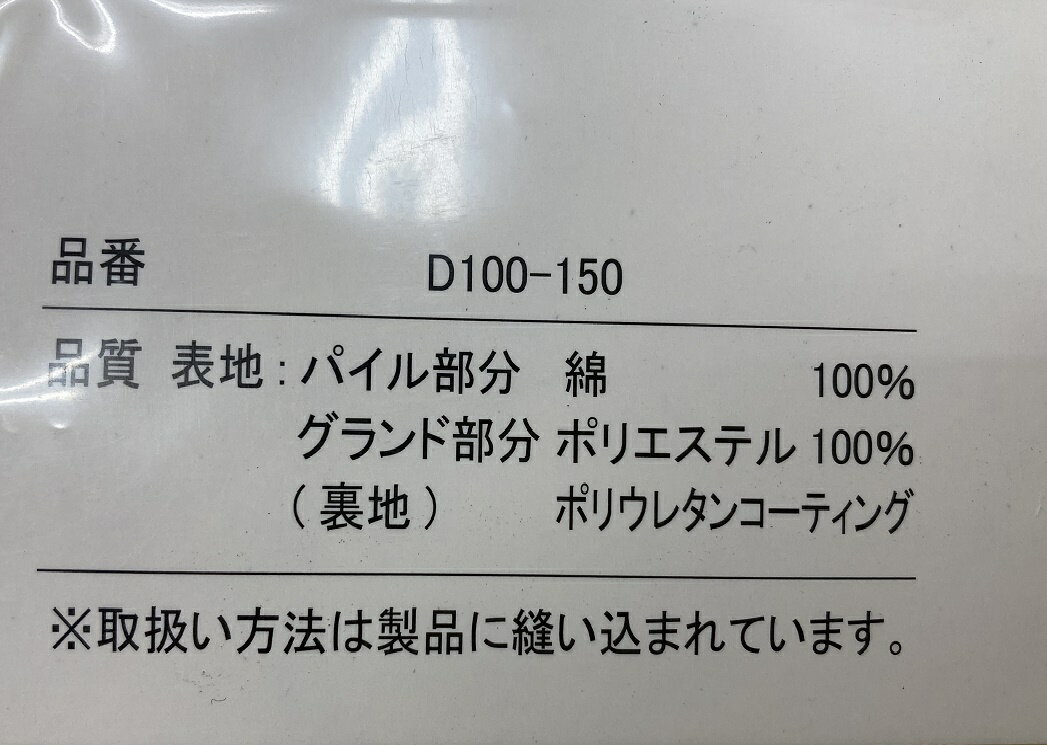 品番 D100-150
品質 表地：パイル部分 綿 100%
グランド部分 ポリエステル 100%
(裏地) ポリウレタンコーティング
※取扱い方法は製品に縫い込まれています。